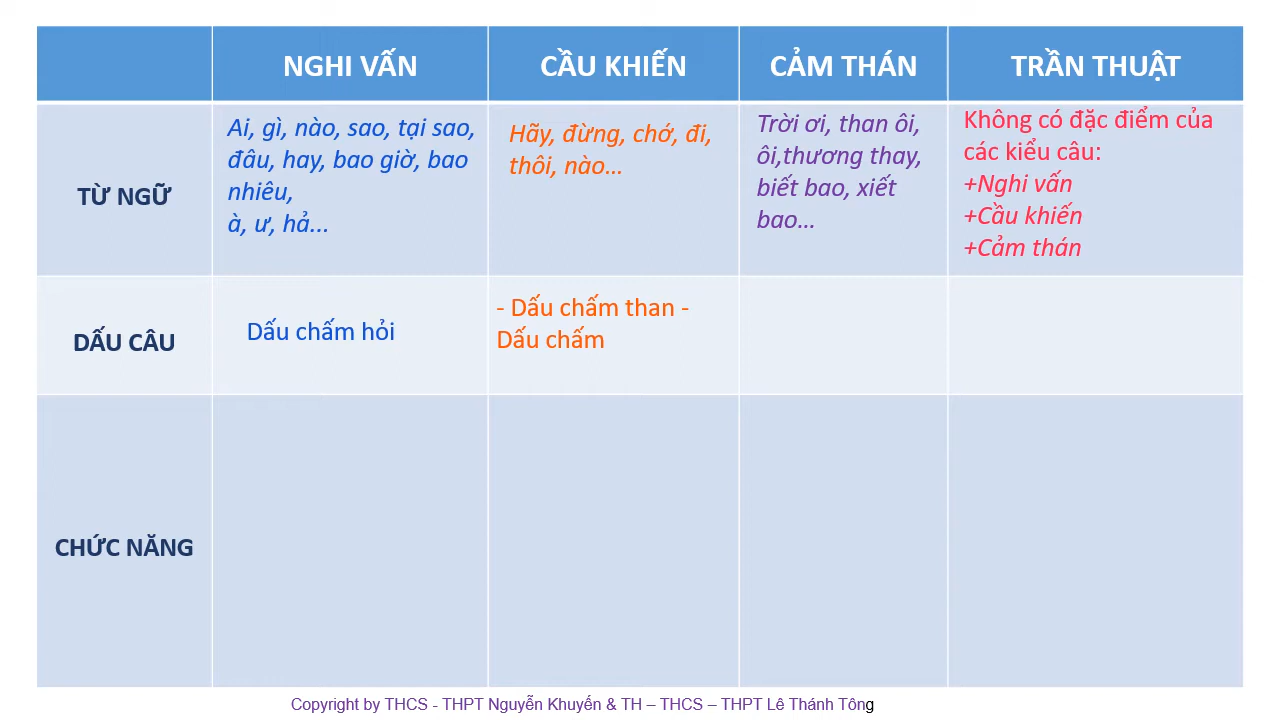 NGHI VẤN
CẦU KHIẾN
CẢM THÁN
TRẦN THUẬT
TỪ NGỮ
Ai, gì, nào, sao, tại sao,
đâu, hay, bao giờ, bao
nhiêu,
à, ư, hả...
Hãy, đừng, chớ, đi,
thôi, nào...
Trời ơi, than ôi,
ôi,thương thay,
biết bao, xiết
bao...
Không có đặc điểm của
các kiểu câu:
+Nghi vấn
+Cầu khiến
+Cảm thán
DẤU CÂU
Dấu chấm hỏi
- Dấu chấm than -
Dấu chấm
CHỨC NĂNG
Copyright by THCS - THPT Nguyễn Khuyến & TH – THCS – THPT Lê Thánh Tông